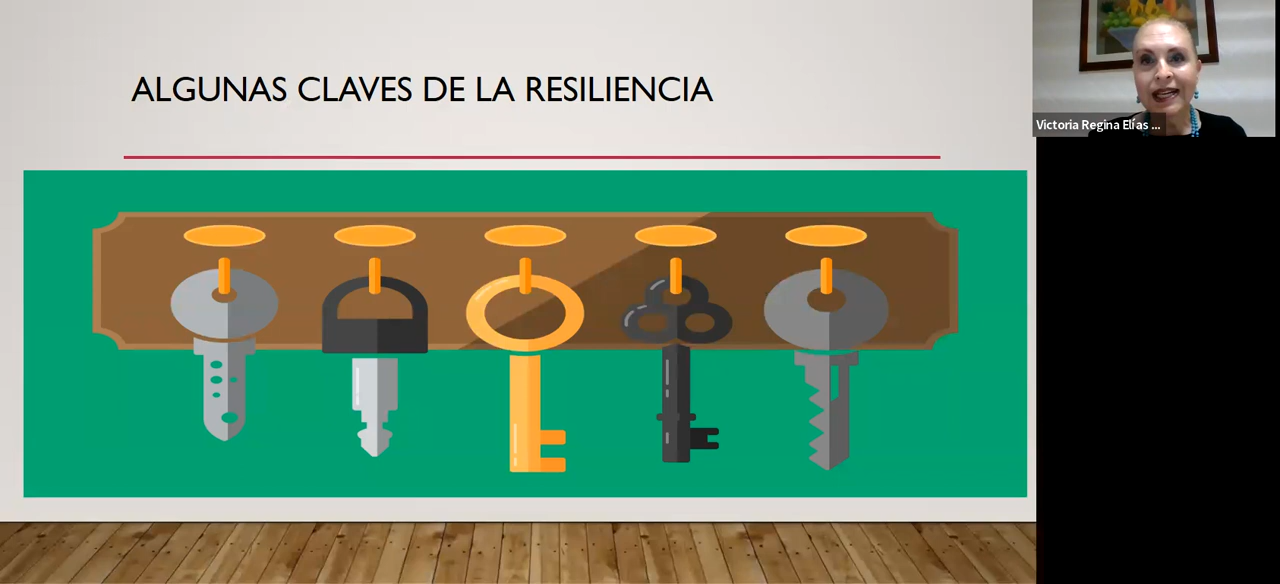 ALGUNAS CLAVES DE LA RESILIENCIA
Victoria Regina Elías ...